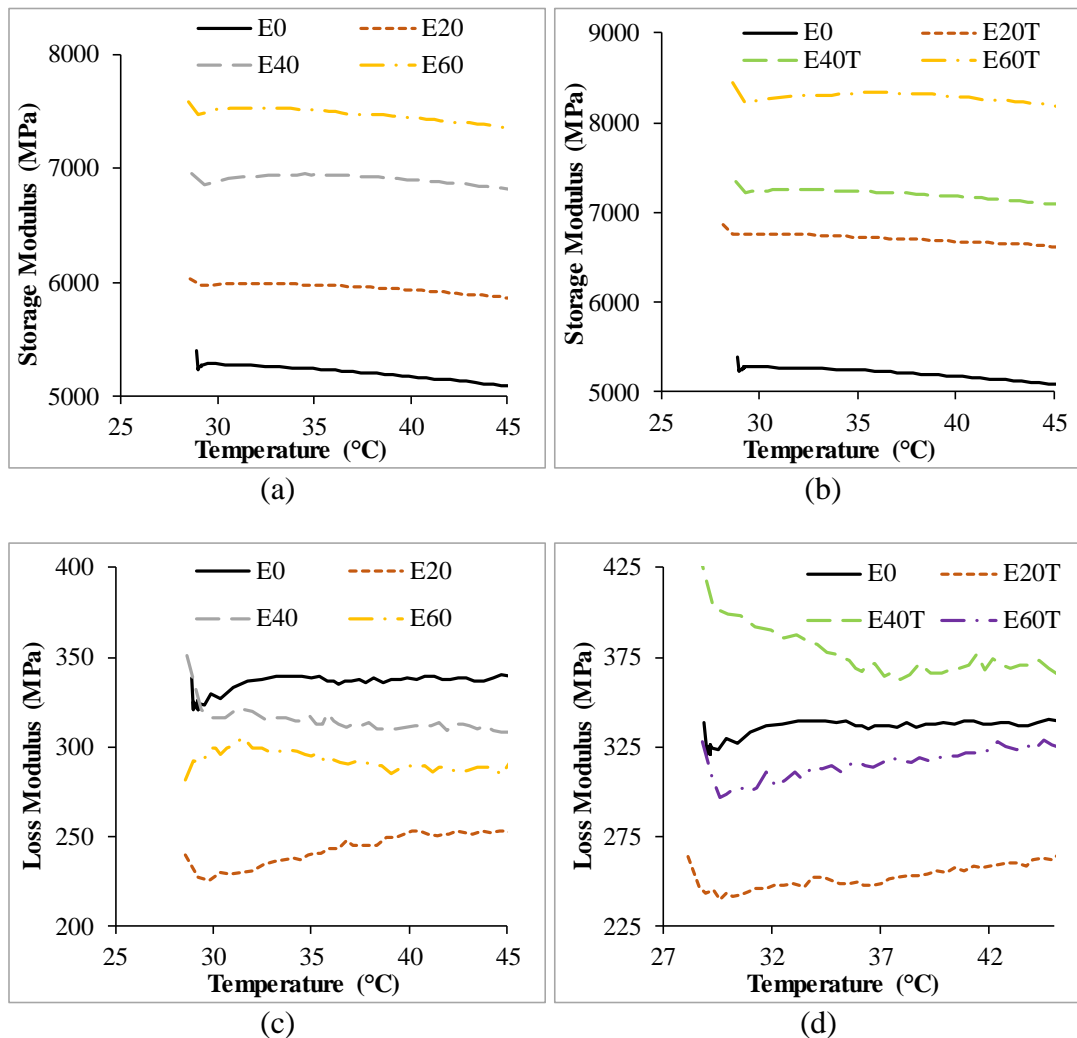 E0 E20
E40 E60
8000
7000
6000
5000
25 30 35 40 45
Storage Modulus (MPa)
Temperature (°C)
(a)
E0 E20T
E40T E60T
9000
8000
7000
6000
5000
25 30 35 40 45
Storage Modulus (MPa)
Temperature (°C)
(b)
E0 E20
E40 E60
400
350
300
250
200
25 30 35 40 45
Loss Modulus (MPa)
Temperature (°C)
(c)
E0 E20T
E40T E60T
425
375
325
275
225
27 32 37 42
Loss Modulus (MPa)
Temperature (°C)
(d)